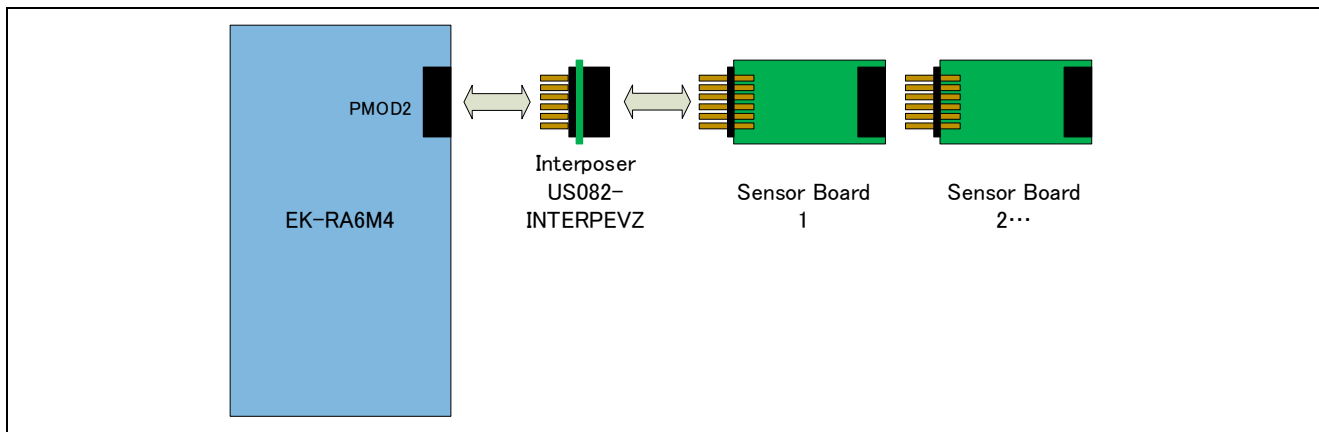 PMOD2
EK-RA6M4
Interposer
US082-
INTERPEVZ
Sensor Board
1
Sensor Board
2…